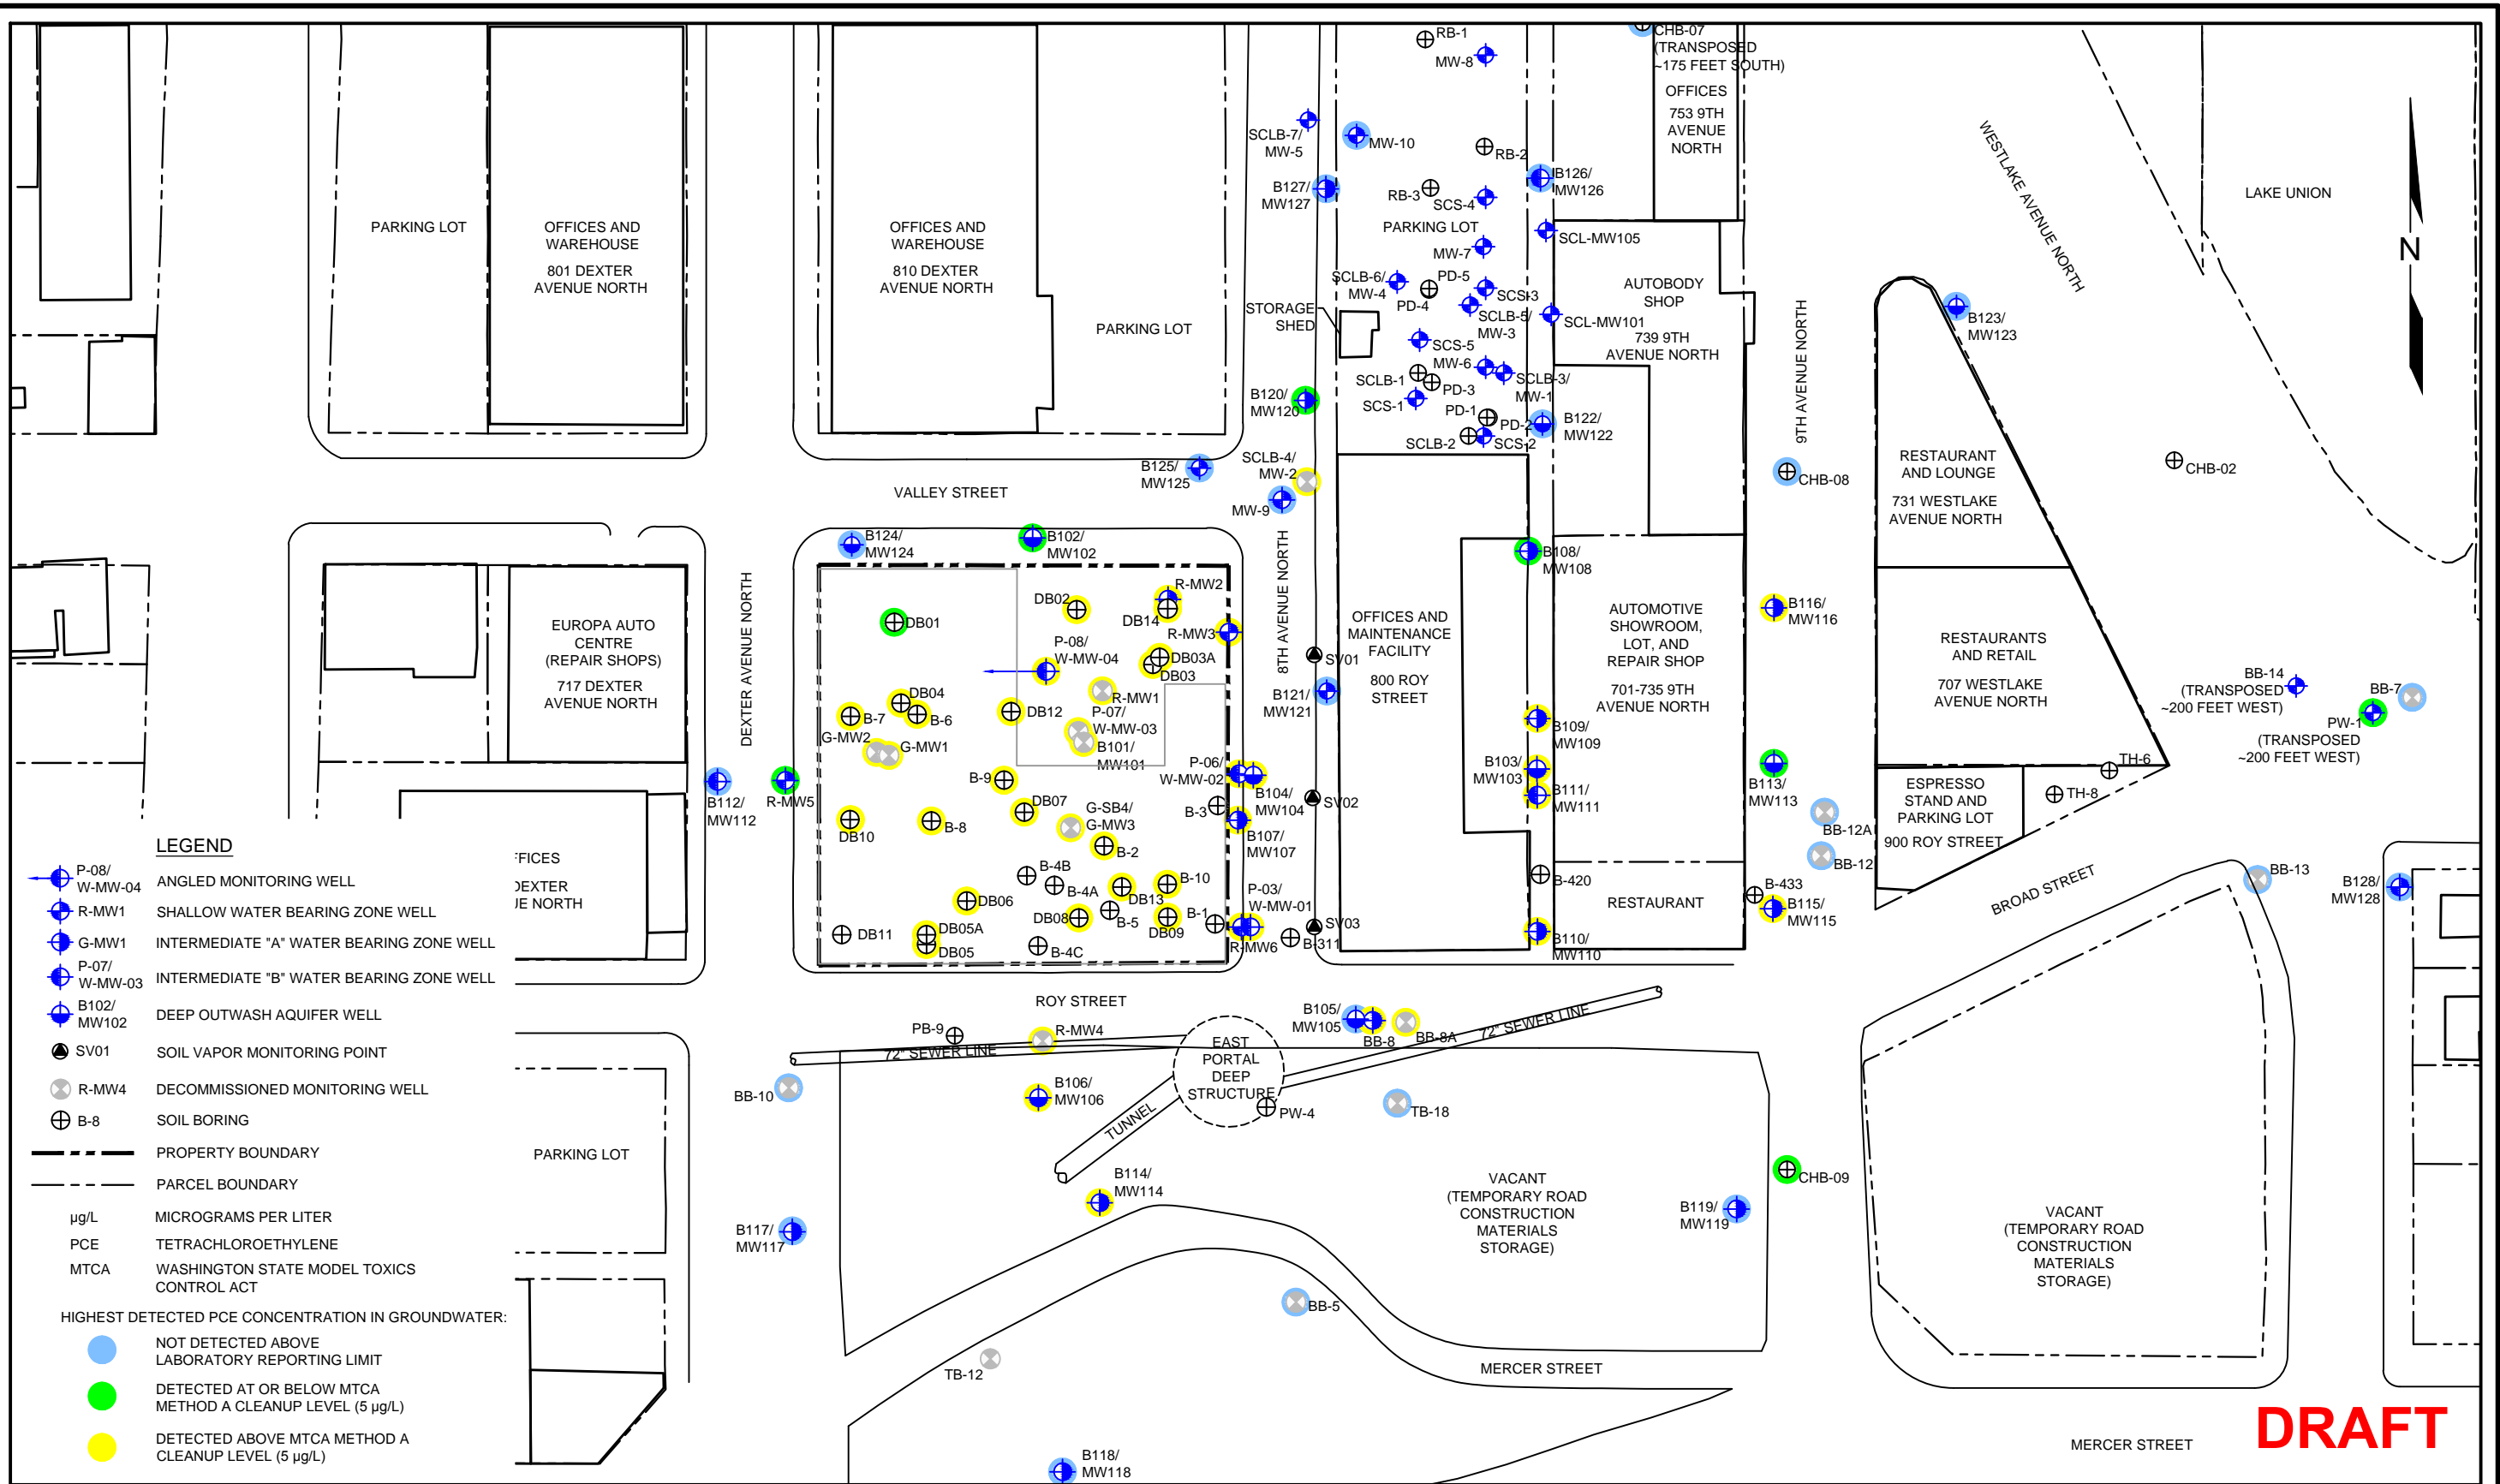 RB-1
MW-8
CHB-07
(TRANSPOSED
~175 FEET SOUTH)
OFFICES
753 9TH
AVENUE
NORTH
SCLB-7/
MW-5
MW-10
RB-2
B127/
MW127
RB-3
SCS-4
B126/
MW126
PARKING LOT
SCL-MW105
MW-7
WESTLAKE AVENUE NORTH
LAKE UNION
N
PARKING LOT
OFFICES AND
WAREHOUSE
801 DEXTER
AVENUE NORTH
OFFICES AND
WAREHOUSE
810 DEXTER
AVENUE NORTH
PARKING LOT
SCLB-6/
MW-4
PD-5
PD-4
SCS-3
SCLB-5/
MW-3
SCL-MW101
AUTOBODY
SHOP
739 9TH
AVENUE NORTH
STORAGE
SHED
SCS-5
MW-6
SCLB-1
PD-3
SCLB-3/
MW-1
SCS-1
PD-1
PD-2
SCLB-2
SCS-2
B120/
MW120
B122/
MW122
9TH AVENUE NORTH
B123/
MW123
B125/
MW125
SCLB-4/
MW-2
MW-9
VALLEY STREET
CHB-08
RESTAURANT
AND LOUNGE
731 WESTLAKE
AVENUE NORTH
CHB-02
B124/
MW124
B102/
MW102
8TH AVENUE NORTH
B108/
MW108
EUROPA AUTO
CENTRE
(REPAIR SHOPS)
717 DEXTER
AVENUE NORTH
DEXTER AVENUE NORTH
DB01
DB02
R-MW2
DB14
R-MW3
P-08/
W-MW-04
DB03A
DB03
R-MW1
DB04
B-7
B-6
DB12
P-07/
W-MW-03
G-MW2
G-MW1
B101/
MW101
SV01
B121/
MW121
OFFICES AND
MAINTENANCE
FACILITY
800 ROY
STREET
AUTOMOTIVE
SHOWROOM,
LOT, AND
REPAIR SHOP
701-735 9TH
AVENUE NORTH
B116/
MW116
RESTAURANTS
AND RETAIL
707 WESTLAKE
AVENUE NORTH
BB-14
(TRANSPOSED
~200 FEET WEST)
BB-7
PW-1
(TRANSPOSED
~200 FEET WEST)
B109/
MW109
B103/
MW103
B111/
MW111
B113/
MW113
TH-6
TH-8
ESPRESSO
STAND AND
PARKING LOT
900 ROY STREET
B112/
MW112
R-MW5
B-9
P-06/
W-MW-02
B104/
MW104
B-3
SV02
DB07
G-SB4/
G-MW3
B107/
MW107
DB10
B-8
B-2
BB-12A
BB-12
B-4B
B-4A
B-10
DB13
DB06
DB08
B-5
DB09
B-1
P-03/
W-MW-01
SV03
R-MW6
B-311
DB11
DB05A
DB05
B-4C
B-420
RESTAURANT
B-433
B115/
MW115
B110/
MW110
BROAD STREET
BB-13
B128/
MW128
FFICES
DEXTER
UE NORTH
ROY STREET
PB-9
R-MW4
72" SEWER LINE
EAST
PORTAL
DEEP
STRUCTURE
B105/
MW105
BB-8
BB-8A
72" SEWER LINE
BB-10
B106/
MW106
TUNNEL
PW-4
TB-18
PARKING LOT
B114/
MW114
B117/
MW117
VACANT
(TEMPORARY ROAD
CONSTRUCTION
MATERIALS
STORAGE)
CHB-09
B119/
MW119
VACANT
(TEMPORARY ROAD
CONSTRUCTION
MATERIALS
STORAGE)
BB-5
TB-12
MERCER STREET
B118/
MW118
MERCER STREET
DRAFT
LEGEND
P-08/
W-MW-04
ANGLED MONITORING WELL
R-MW1
SHALLOW WATER BEARING ZONE WELL
G-MW1
INTERMEDIATE "A" WATER BEARING ZONE WELL
P-07/
W-MW-03
INTERMEDIATE "B" WATER BEARING ZONE WELL
B102/
MW102
DEEP OUTWASH AQUIFER WELL
SV01
SOIL VAPOR MONITORING POINT
R-MW4
DECOMMISSIONED MONITORING WELL
B-8
SOIL BORING
PROPERTY BOUNDARY
PARCEL BOUNDARY
µg/L
MICROGRAMS PER LITER
PCE
TETRACHLOROETHYLENE
MTCA
WASHINGTON STATE MODEL TOXICS
CONTROL ACT
HIGHEST DETECTED PCE CONCENTRATION IN GROUNDWATER:
NOT DETECTED ABOVE
LABORATORY REPORTING LIMIT
DETECTED AT OR BELOW MTCA
METHOD A CLEANUP LEVEL (5 µg/L)
DETECTED ABOVE MTCA METHOD A
CLEANUP LEVEL (5 µg/L)